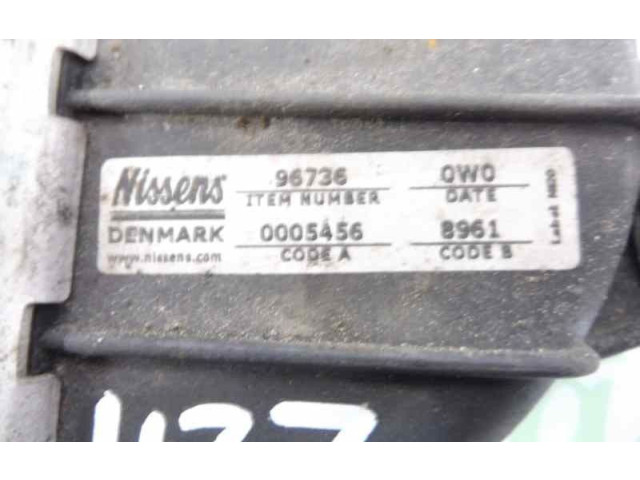 Nissens 96736 0W0
ITEM NUMBER DATE
DENMARK 0005456 8961
www.nissens.com CODE A CODE B